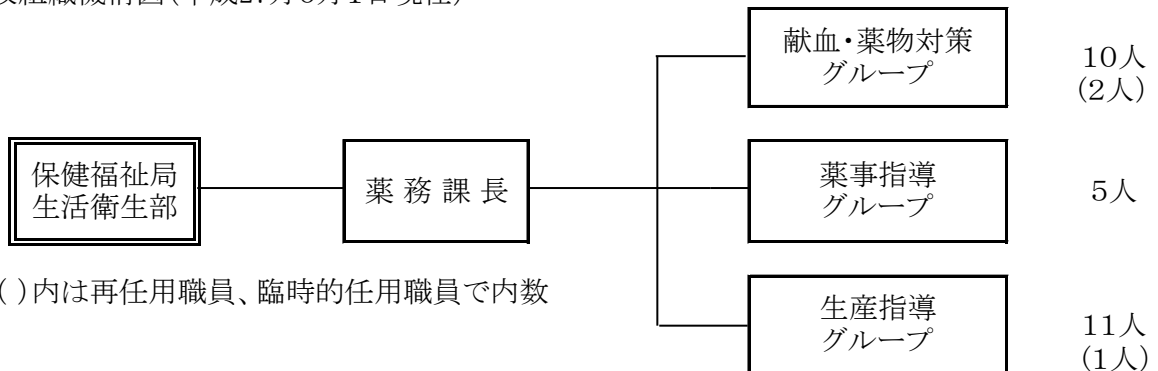 献血・薬物対策
グループ
10人
(2人)
保健福祉局
生活衛生部
薬務課長
薬事指導
グループ
5人
( )内は再任用職員、臨時的任用職員で内数
生産指導
グループ
11人
(1人)